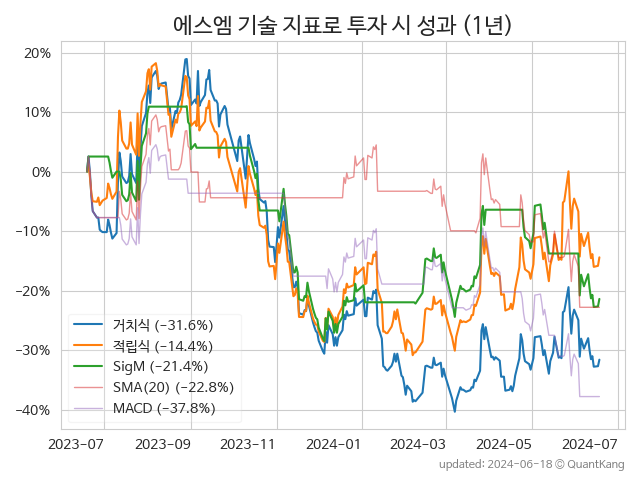 에스엠 기술 지표로 투자 시 성과 (1년)
20%
10%
0%
−10%
−20%
−30%
−40%
거치식 (−31.6%)
적립식 (−14.4%)
SigM (−21.4%)
SMA(20) (−22.8%)
MACD (−37.8%)
2023-07 2023-09 2023-11 2024-01 2024-03 2024-05 2024-07
updated: 2024-06-18 © QuantKang